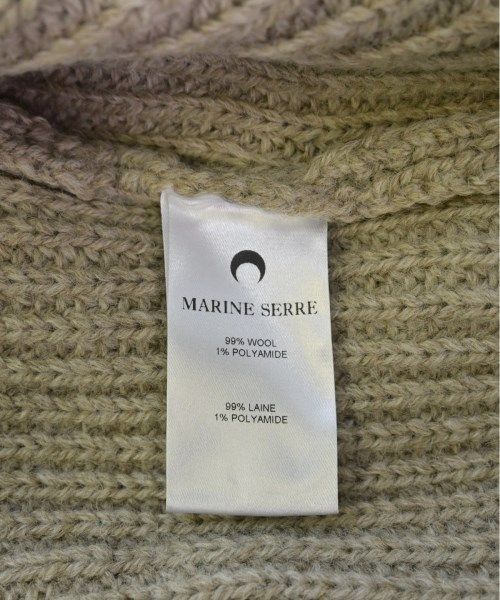 MARINE SERRE
99% WOOL
1% POLYAMIDE
99% LAINE
1% POLYAMIDE